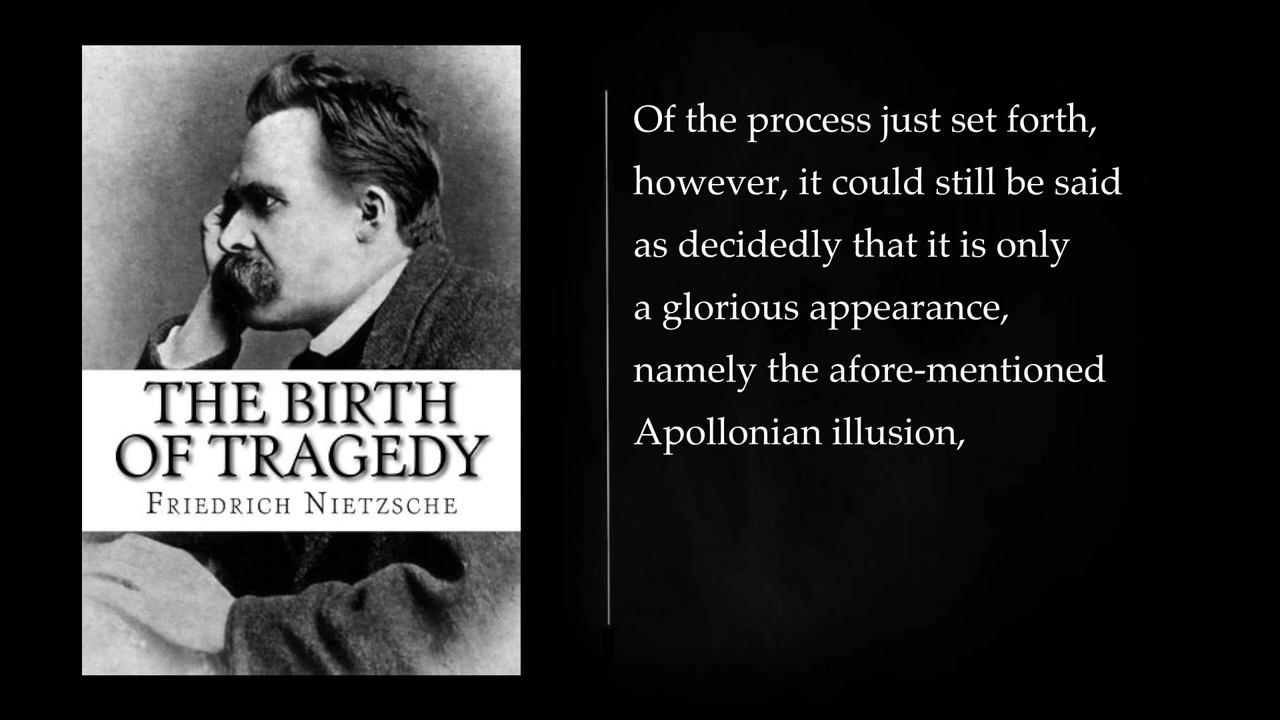 THE BIRTH
OF TRAGEDY
FRIEDRICH NIETZSCHE
Of the process just set forth,
however, it could still be said
as decidedly that it is only
a glorious appearance,
namely the afore-mentioned
Apollonian illusion,